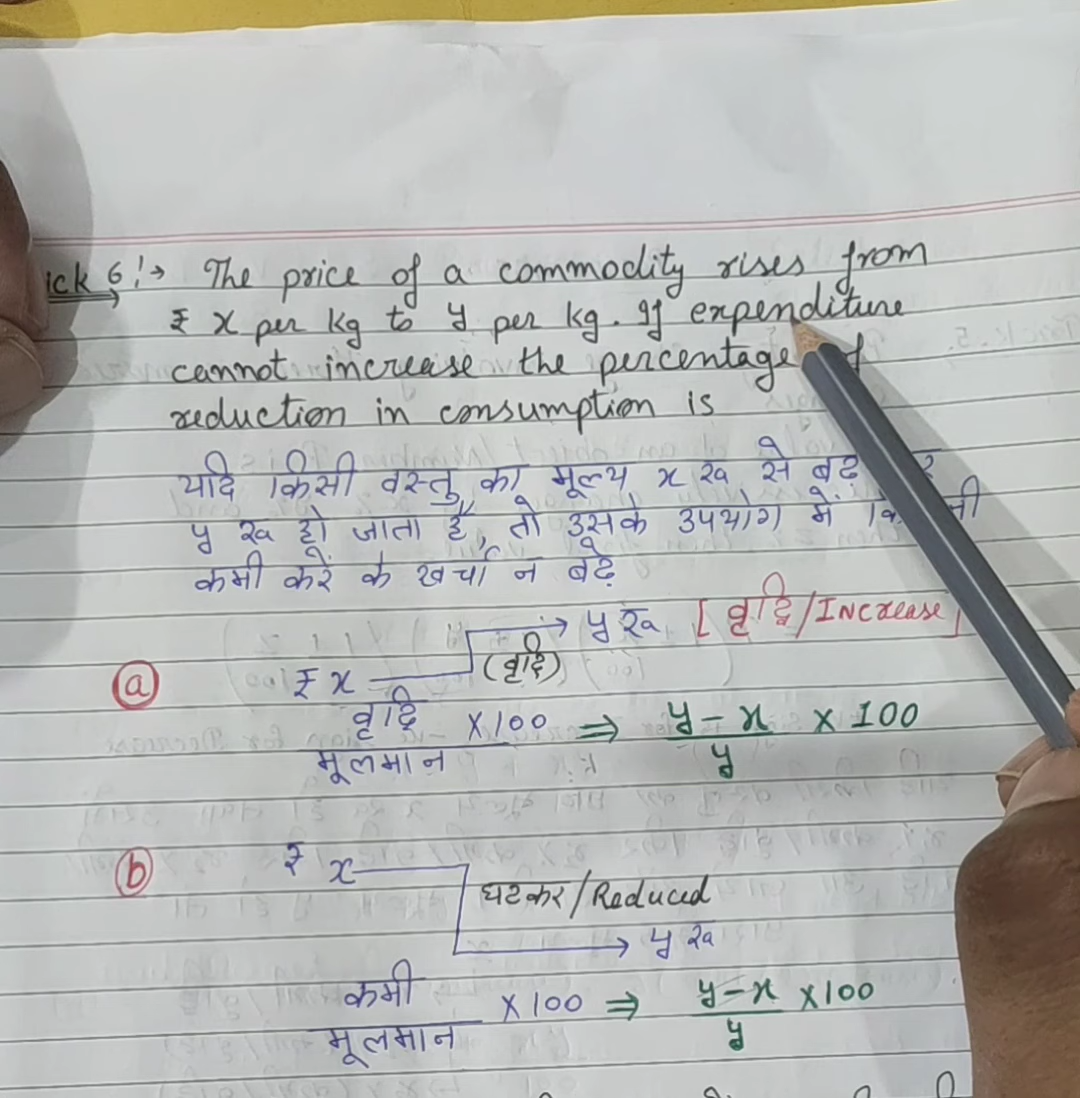 ick 6:→ The price of a commodity rises from
₹ x per kg to y per kg. If expenditure
cannot increase the percentage
reduction in consumption is
यदि किसी वस्तु का मूल्य x रू से बढ़
y रू हो जाता है, तो उसके उपयोग में
कमी करें के खर्चा न बढ़े
→ y रू [वृद्धि/Increase]
(a) ₹ x (वृद्धि)
वृद्धि/मूलमान × 100 ⇒ y - x/y × 100
(b) ₹ x
घटकर/Reduced
→ y रू
कमी/मूलमान × 100 ⇒ y - x/y × 100